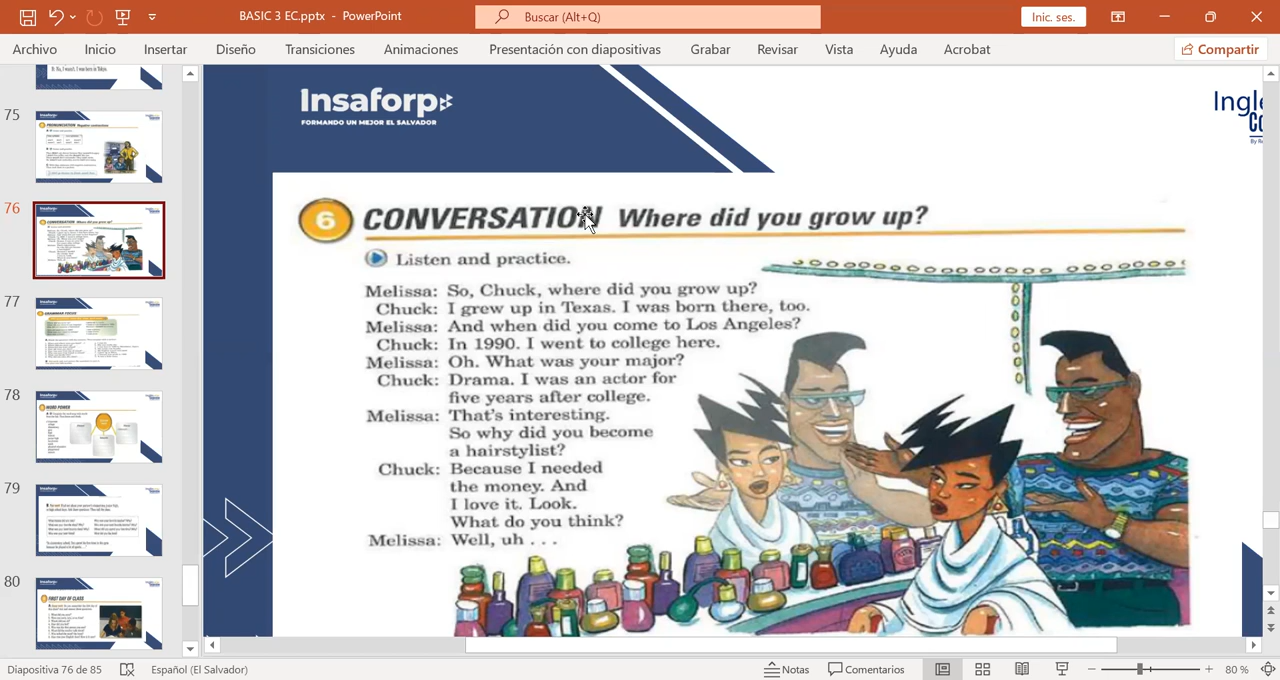 BASIC 3 EC.pptx - PowerPoint
Buscar (Alt+Q)
Inic. ses.
Archivo Inicio Insertar Diseño Transiciones Animaciones Presentación con diapositivas Grabar Revisar Vista Ayuda Acrobat
Compartir
75
76
77
78
79
80
Insaforp
FORMANDO UN MEJOR EL SALVADOR
Ingle
6 CONVERSATION Where did you grow up?
Listen and practice.
Melissa: So, Chuck, where did you grow up?
Chuck: I grew up in Texas. I was born there, too.
Melissa: And when did you come to Los Angeles?
Chuck: In 1990. I went to college here.
Melissa: Oh. What was your major?
Chuck: Drama. I was an actor for
five years after college.
Melissa: That's interesting.
So why did you become
a hairstylist?
Chuck: Because I needed
the money. And
I love it. Look.
What do you think?
Melissa: Well, uh . . .
Diapositiva 76 de 85
Español (El Salvador)
Notas
Comentarios
80 %